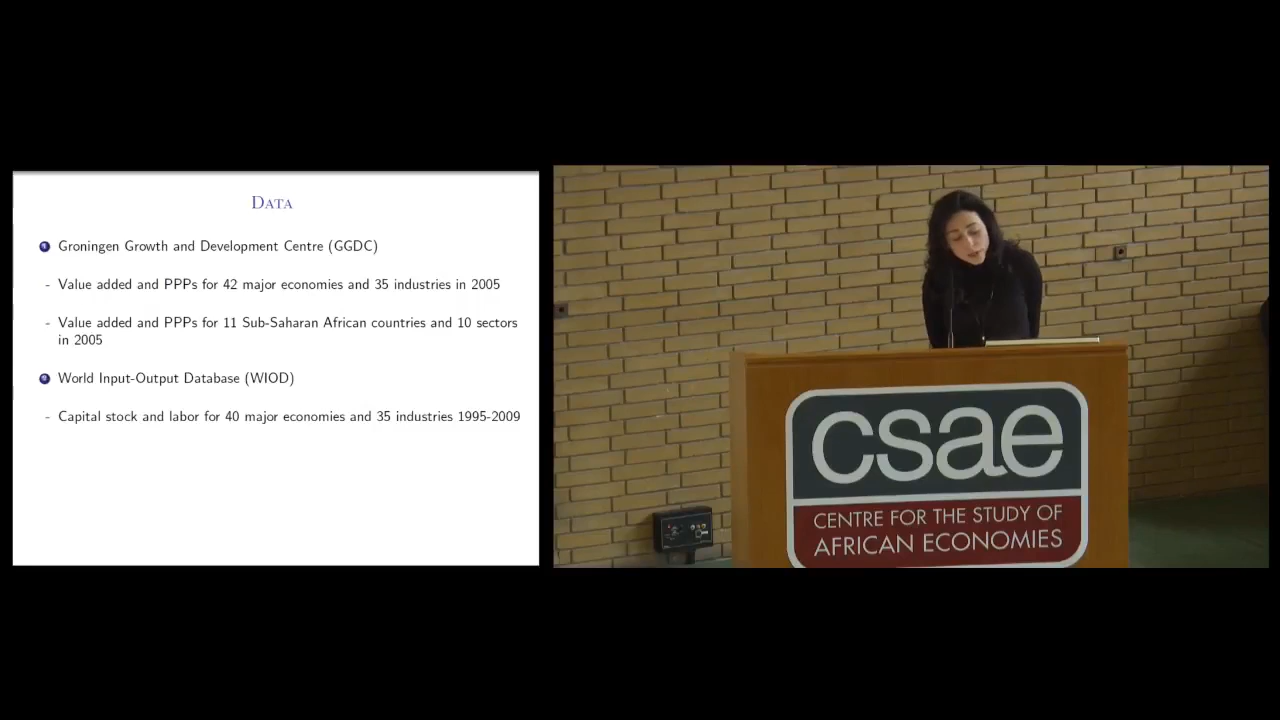 Data
1 Groningen Growth and Development Centre (GGDC)
- Value added and PPPs for 42 major economies and 35 industries in 2005
- Value added and PPPs for 11 Sub-Saharan African countries and 10 sectors
in 2005
2 World Input-Output Database (WIOD)
- Capital stock and labor for 40 major economies and 35 industries 1995-2009
csae
CENTRE FOR THE STUDY OF
AFRICAN ECONOMIES